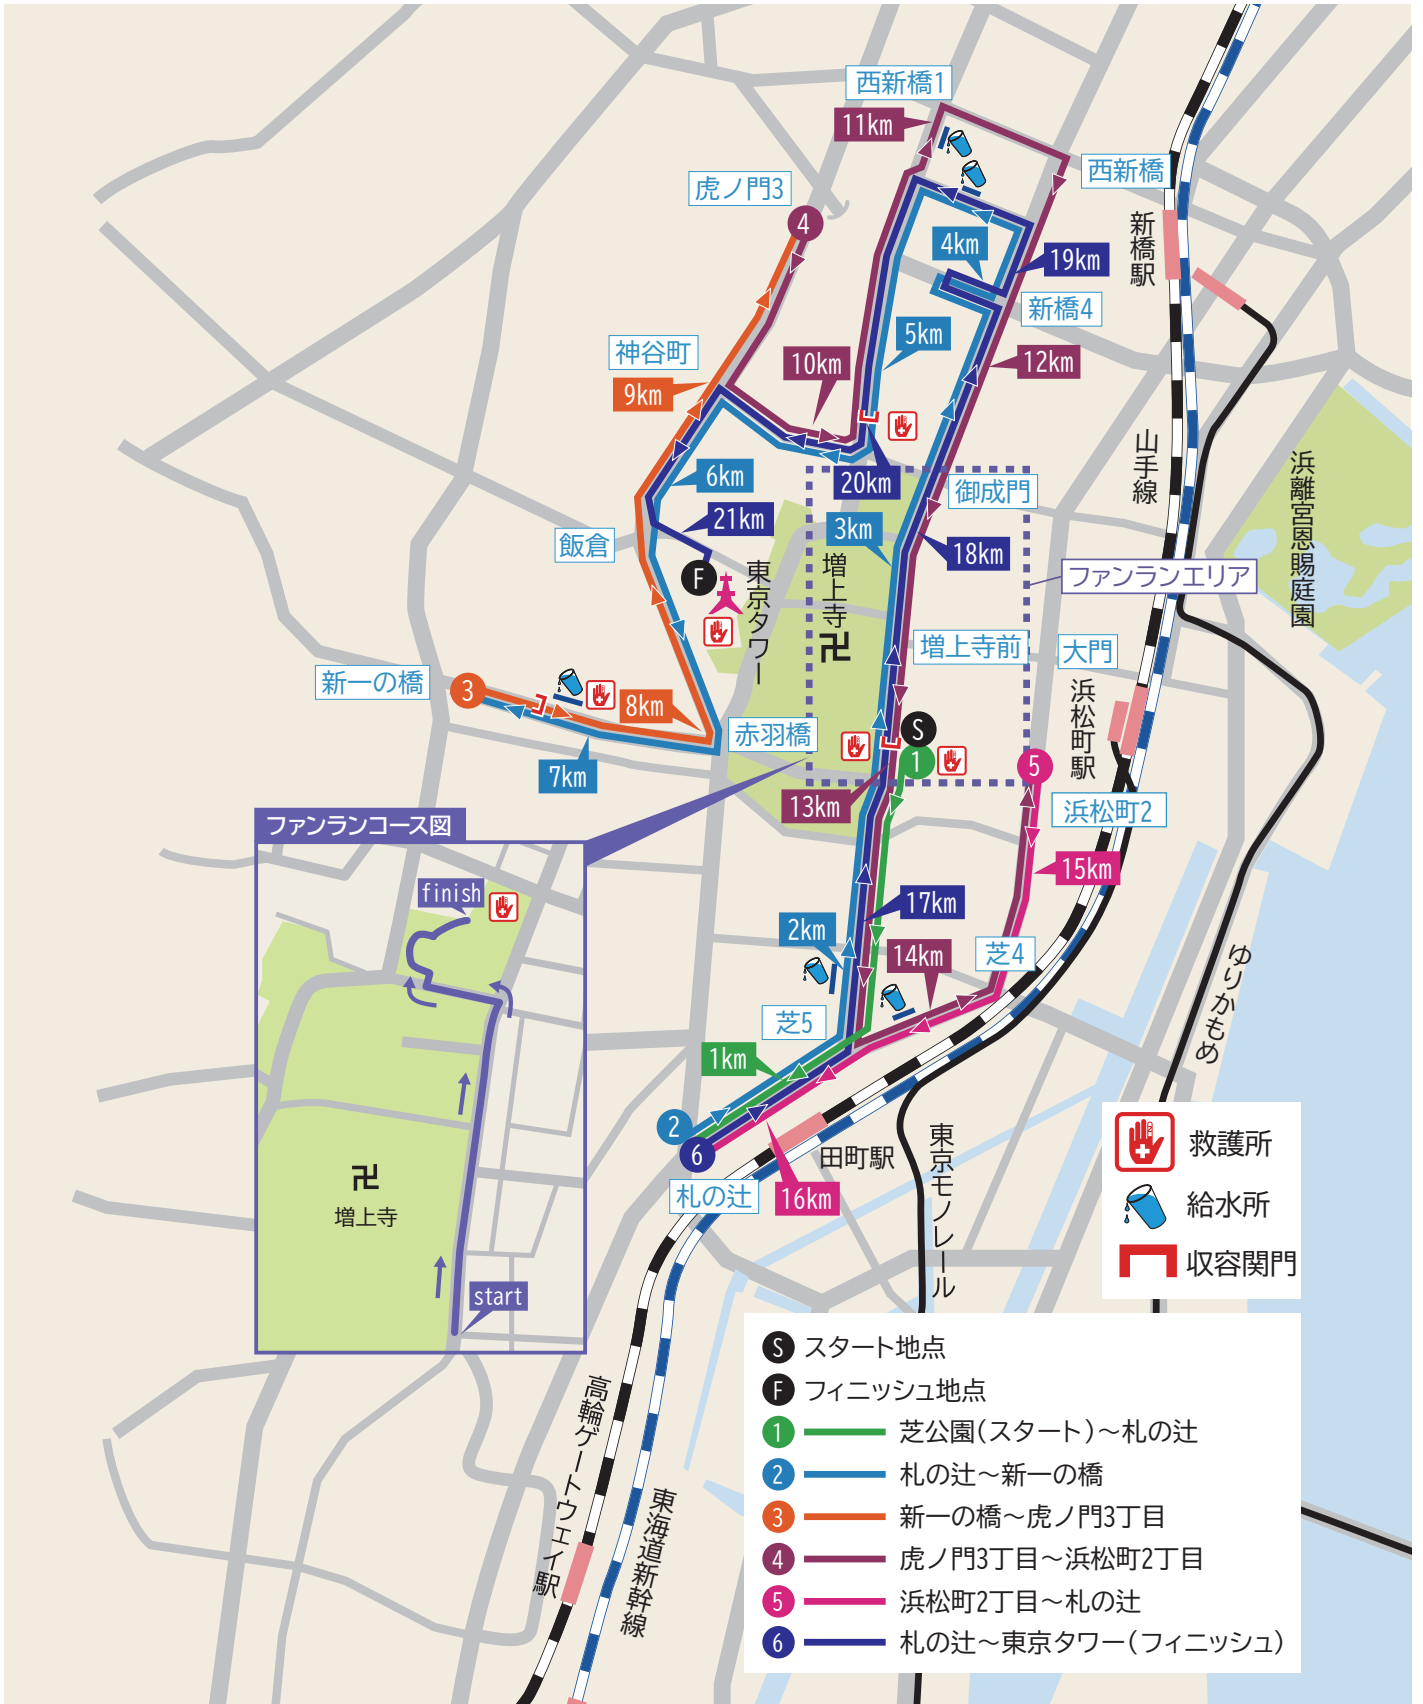 西新橋1
11km
西新橋
虎ノ門3
4
新橋駅
4km
19km
新橋4
5km
神谷町
10km
12km
9km
山手線
浜離宮恩賜庭園
6km
20km
御成門
21km
3km
飯倉
18km
F
東京タワー
増上寺
卍
ファンランエリア
増上寺前
大門
新一の橋
3
浜松町駅
8km
赤羽橋
S
1
5
7km
13km
浜松町2
ファンランコース図
15km
finish
17km
2km
14km
芝4
ゆりかもめ
芝5
1km
2
6
田町駅
東京モノレール
札の辻
16km
卍
増上寺
start
救護所
給水所
収容関門
高輪ゲートウェイ駅
東海道新幹線
S スタート地点
F フィニッシュ地点
1 芝公園(スタート)～札の辻
2 札の辻～新一の橋
3 新一の橋～虎ノ門3丁目
4 虎ノ門3丁目～浜松町2丁目
5 浜松町2丁目～札の辻
6 札の辻～東京タワー(フィニッシュ)